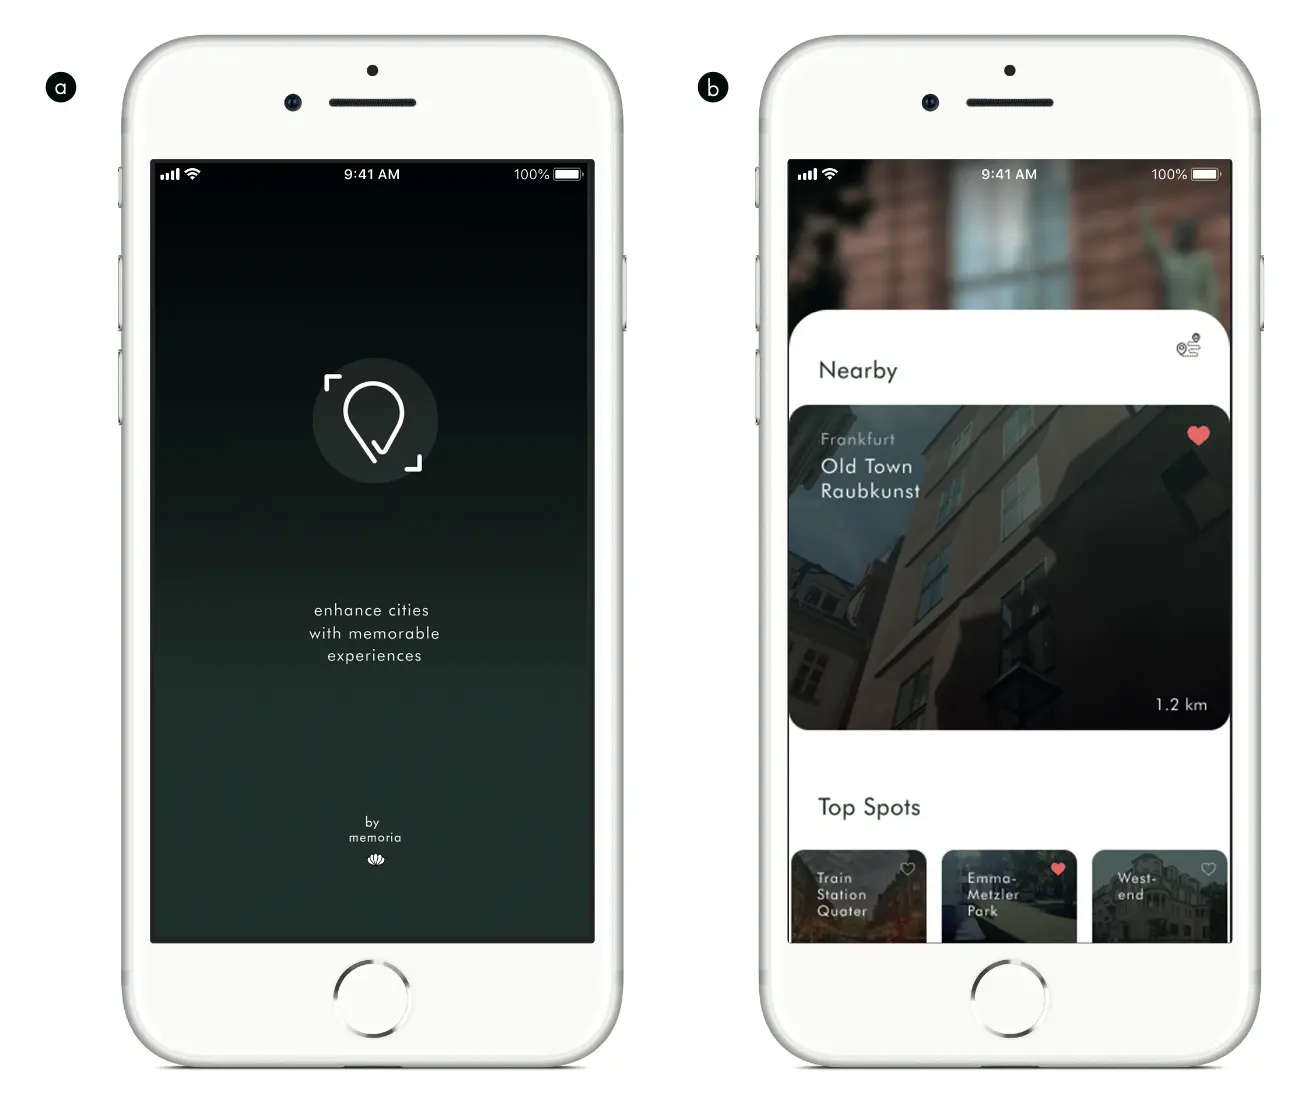 a
9:41 AM
100%
enhance cities
with memorable
experiences
by
memoria
b
9:41 AM
100%
Nearby
Frankfurt
Old Town
Raubkunst
1.2 km
Top Spots
Train
Station
Quater
Emma-
Metzler
Park
West-
end